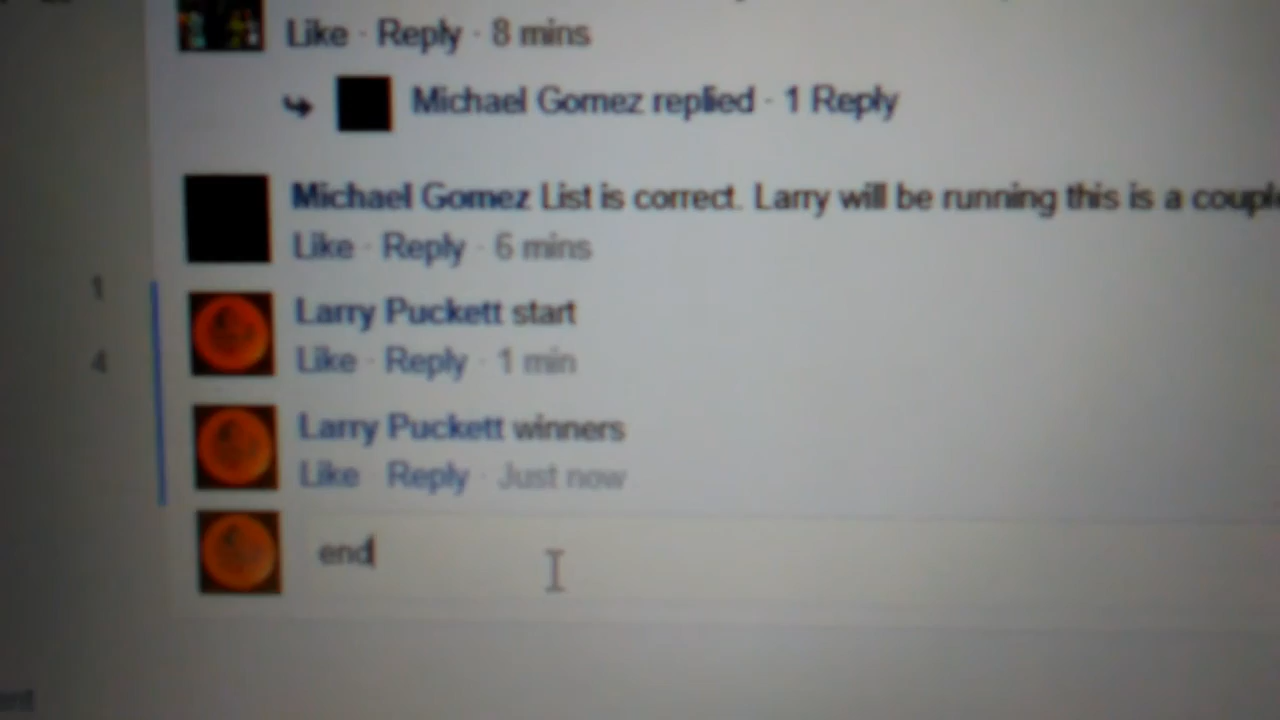 Like · Reply · 8 mins
Michael Gomez replied · 1 Reply
Michael Gomez List is correct. Larry will be running this is a
Like · Reply · 6 mins
1
Larry Puckett start
4
Like · Reply · 1 min
Larry Puckett winners
Like · Reply · Just now
end